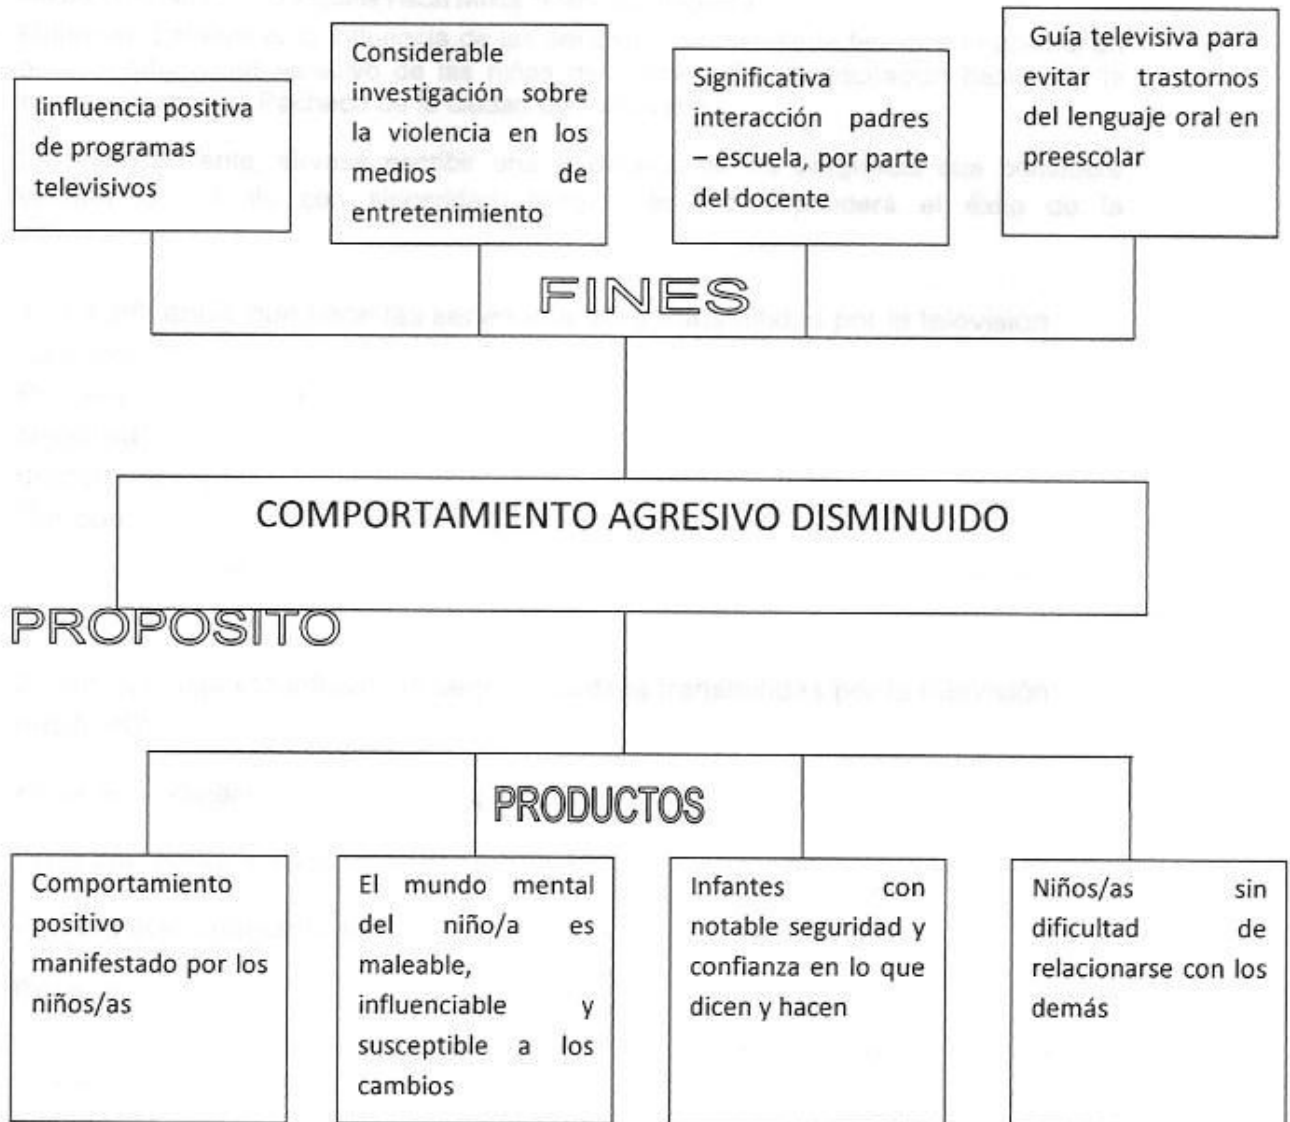 Iinfluencia positiva
de programas
televisivos
Considerable
investigación sobre
la violencia en los
medios de
entretenimiento
Significativa
interacción padres
– escuela, por parte
del docente
Guía televisiva para
evitar trastornos
del lenguaje oral en
preescolar
FINES
COMPORTAMIENTO AGRESIVO DISMINUIDO
PROPOSITO
PRODUCTOS
Comportamiento
positivo
manifestado por los
niños/as
El mundo mental
del niño/a es
maleable,
influenciable y
susceptible a los
cambios
Infantes con
notable seguridad y
confianza en lo que
dicen y hacen
Niños/as sin
dificultad de
relacionarse con los
demás